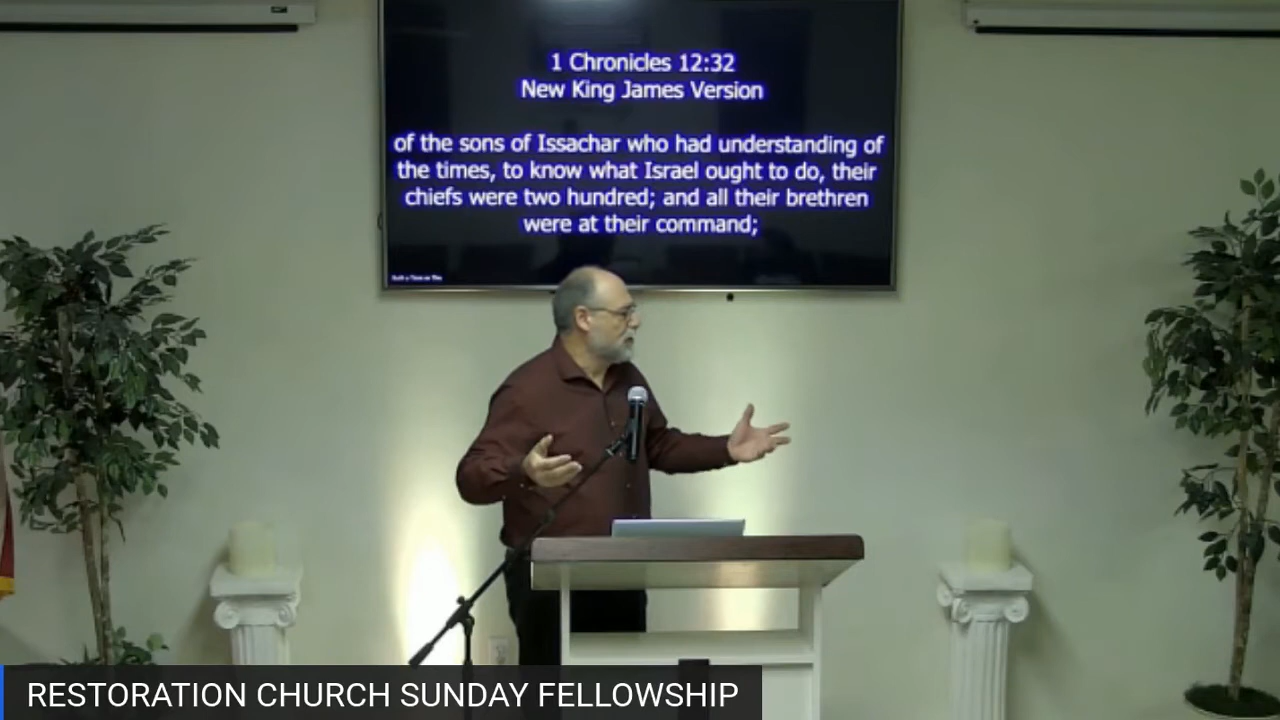 1 Chronicles 12:32
New King James Version
of the sons of Issachar who had understanding of
the times, to know what Israel ought to do, their
chiefs were two hundred; and all their brethren
were at their command;
RESTORATION CHURCH SUNDAY FELLOWSHIP